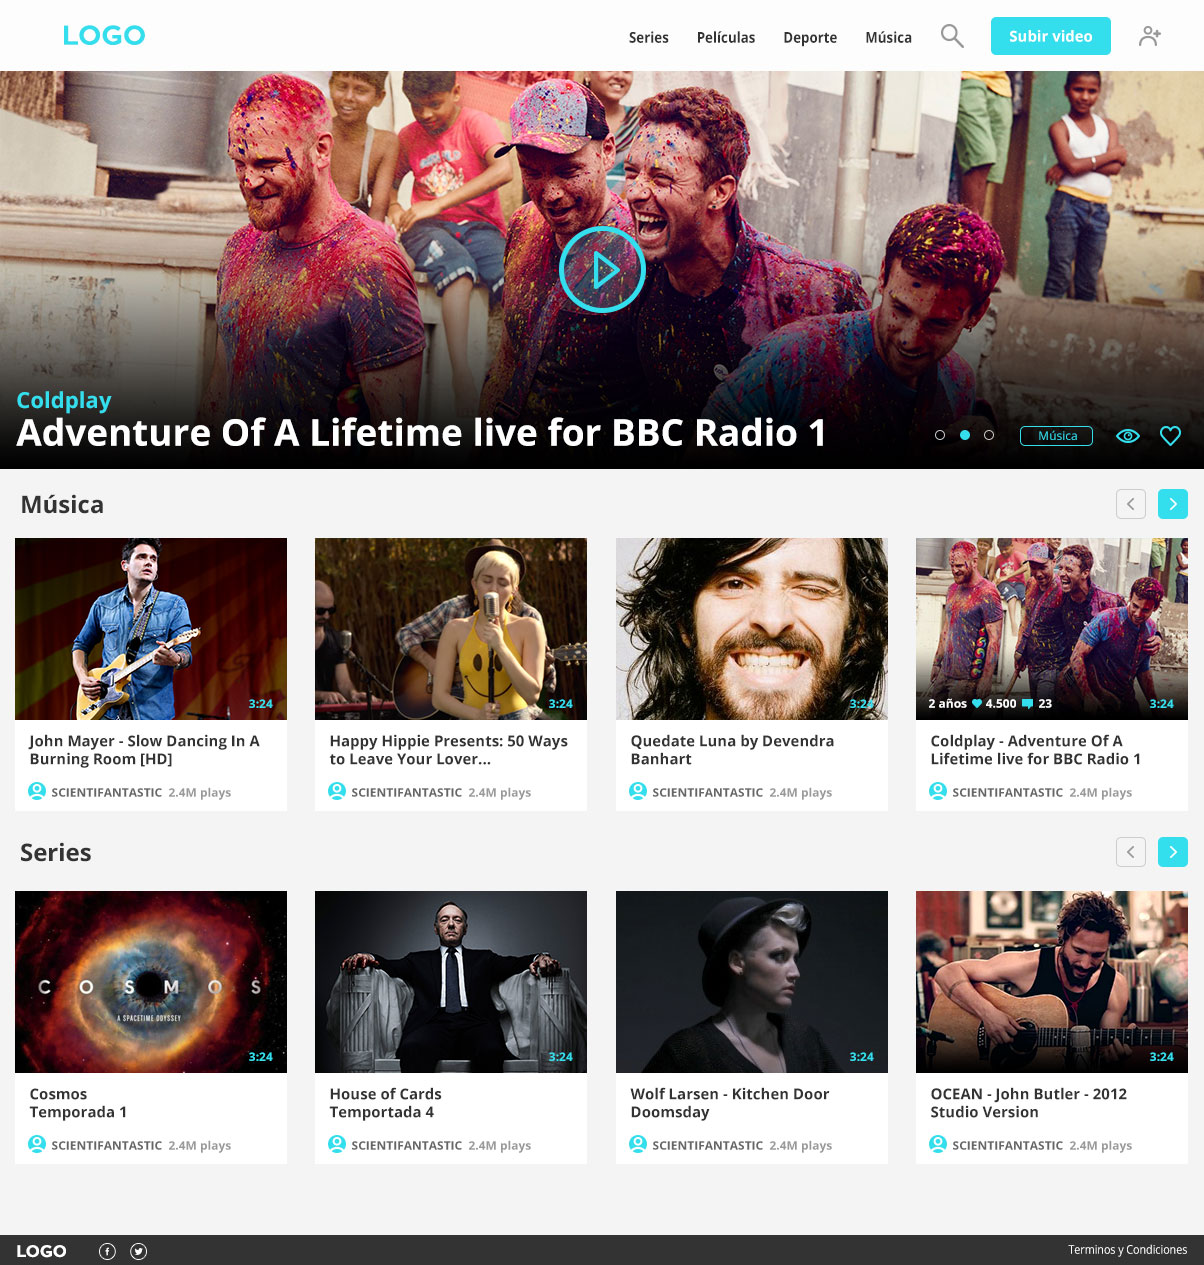 LOGO
Series Películas Deporte Música Subir video
Coldplay
Adventure Of A Lifetime live for BBC Radio 1
Música
Música
3:24
3:24
3:24
2 años 4.500 23 3:24
John Mayer - Slow Dancing In A
Burning Room [HD]
SCIENTIFANTASTIC 2.4M plays
Happy Hippie Presents: 50 Ways
to Leave Your Lover...
SCIENTIFANTASTIC 2.4M plays
Quedate Luna by Devendra
Banhart
SCIENTIFANTASTIC 2.4M plays
Coldplay - Adventure Of A
Lifetime live for BBC Radio 1
SCIENTIFANTASTIC 2.4M plays
Series
COSMOS
A SPACETIME ODYSSEY
3:24
3:24
3:24
3:24
Cosmos
Temporada 1
SCIENTIFANTASTIC 2.4M plays
House of Cards
Temportada 4
SCIENTIFANTASTIC 2.4M plays
Wolf Larsen - Kitchen Door
Doomsday
SCIENTIFANTASTIC 2.4M plays
OCEAN - John Butler - 2012
Studio Version
SCIENTIFANTASTIC 2.4M plays
LOGO
Terminos y Condiciones